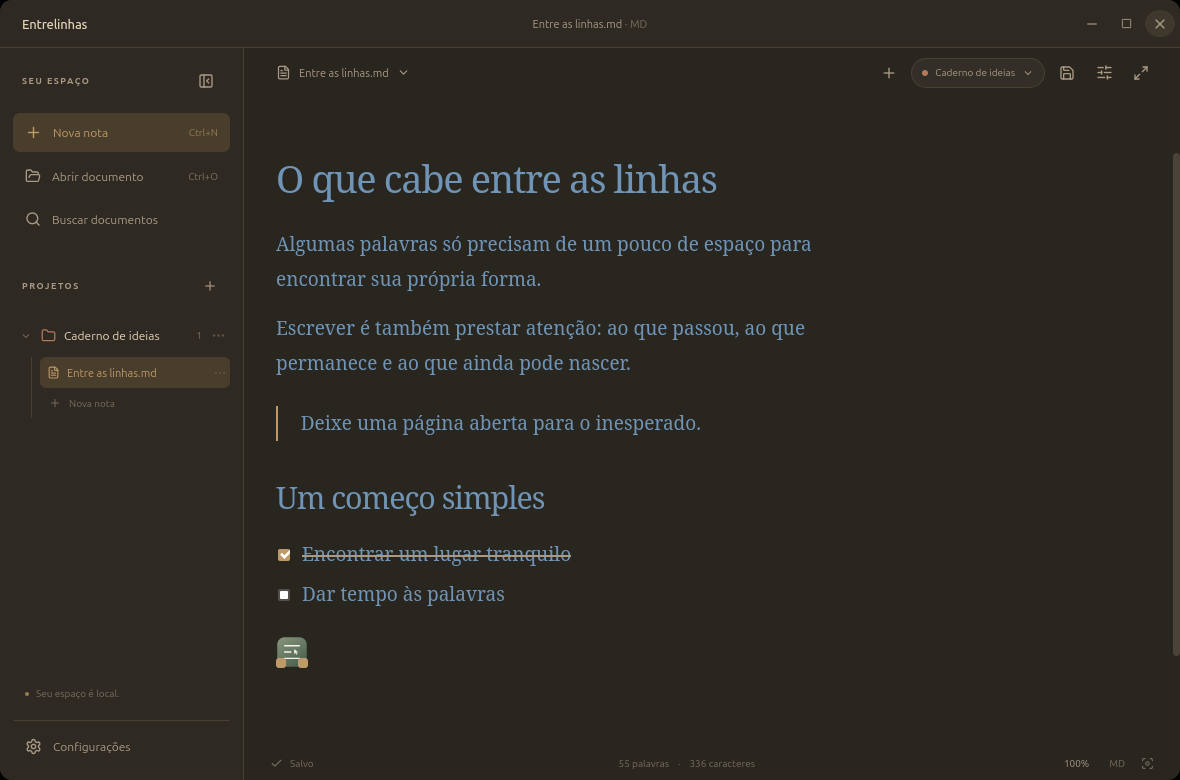 Entrelinhas
Entre as linhas.md · MD
SEU ESPAÇO
Nova nota Ctrl+N
Abrir documento Ctrl+O
Buscar documentos
PROJETOS
Caderno de ideias 1
Entre as linhas.md
Nova nota
Seu espaço é local.
Configurações
Entre as linhas.md
Caderno de ideias
O que cabe entre as linhas
Algumas palavras só precisam de um pouco de espaço para
encontrar sua própria forma.
Escrever é também prestar atenção: ao que passou, ao que
permanece e ao que ainda pode nascer.
Deixe uma página aberta para o inesperado.
Um começo simples
Encontrar um lugar tranquilo
Dar tempo às palavras
Salvo
55 palavras · 336 caracteres
100% MD